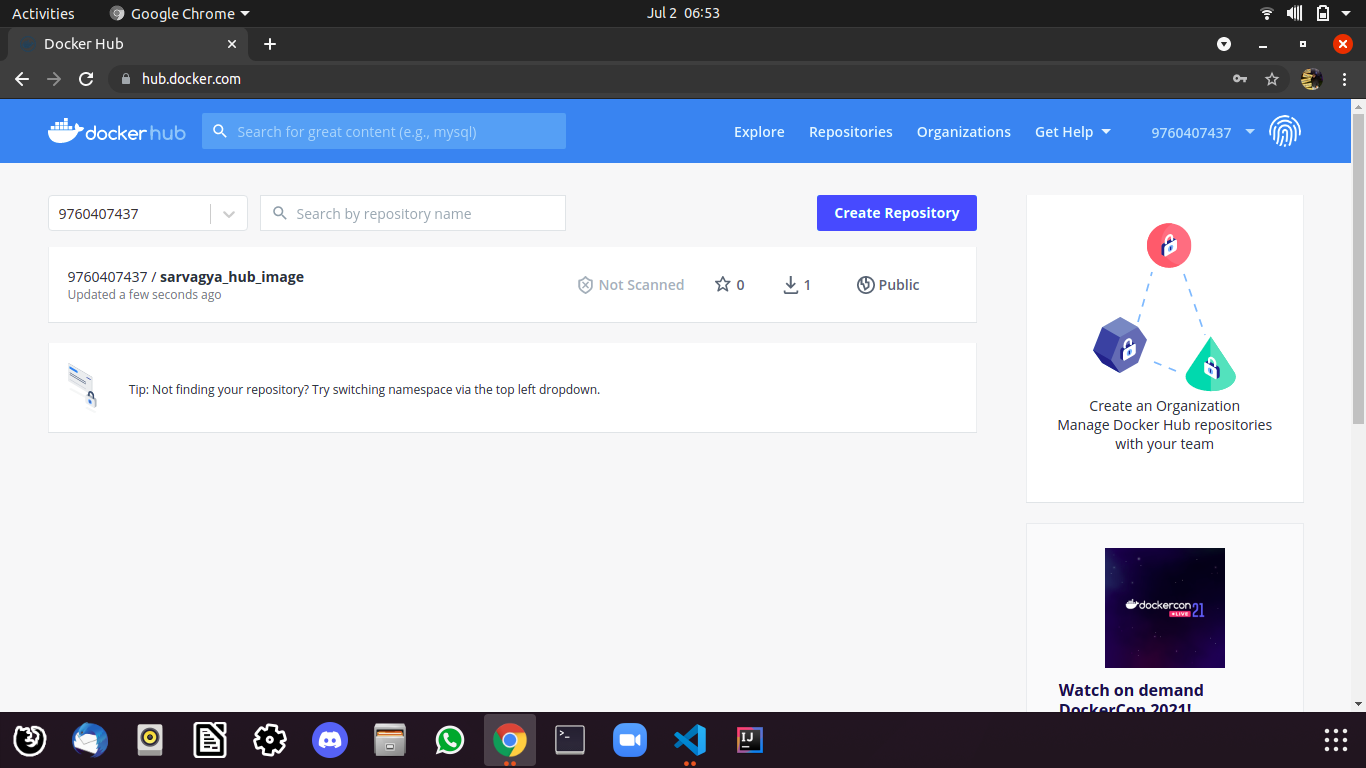 Activities
Google Chrome
Jul 2 06:53
Docker Hub
hub.docker.com
docker hub
Search for great content (e.g., mysql)
Explore
Repositories
Organizations
Get Help
9760407437
9760407437
Search by repository name
Create Repository
9760407437 / sarvagya_hub_image
Updated a few seconds ago
Not Scanned
0
1
Public
Tip: Not finding your repository? Try switching namespace via the top left dropdown.
Create an Organization
Manage Docker Hub repositories
with your team
dockercon
LIVE
21
Watch on demand
DockerCon 2021!
IJ